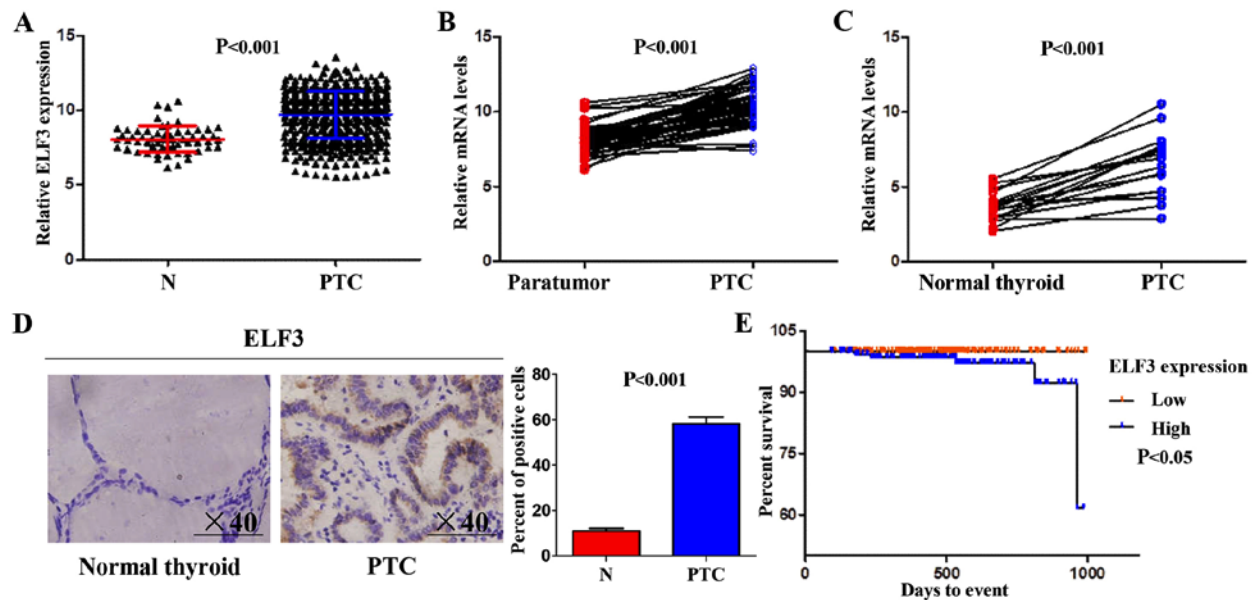 A
P<0.001
Relative ELF3 expression
15
10
5
0
N
PTC
B
P<0.001
Relative mRNA levels
15
10
5
0
Paratumor
PTC
C
P<0.001
Relative mRNA levels
15
10
5
0
Normal thyroid
PTC
D
ELF3
×40
×40
Normal thyroid
PTC
P<0.001
Percent of positive cells
80
60
40
20
0
N
PTC
E
Percent survival
105
90
75
60
0
500
1000
Days to event
ELF3 expression
Low
High
P<0.05